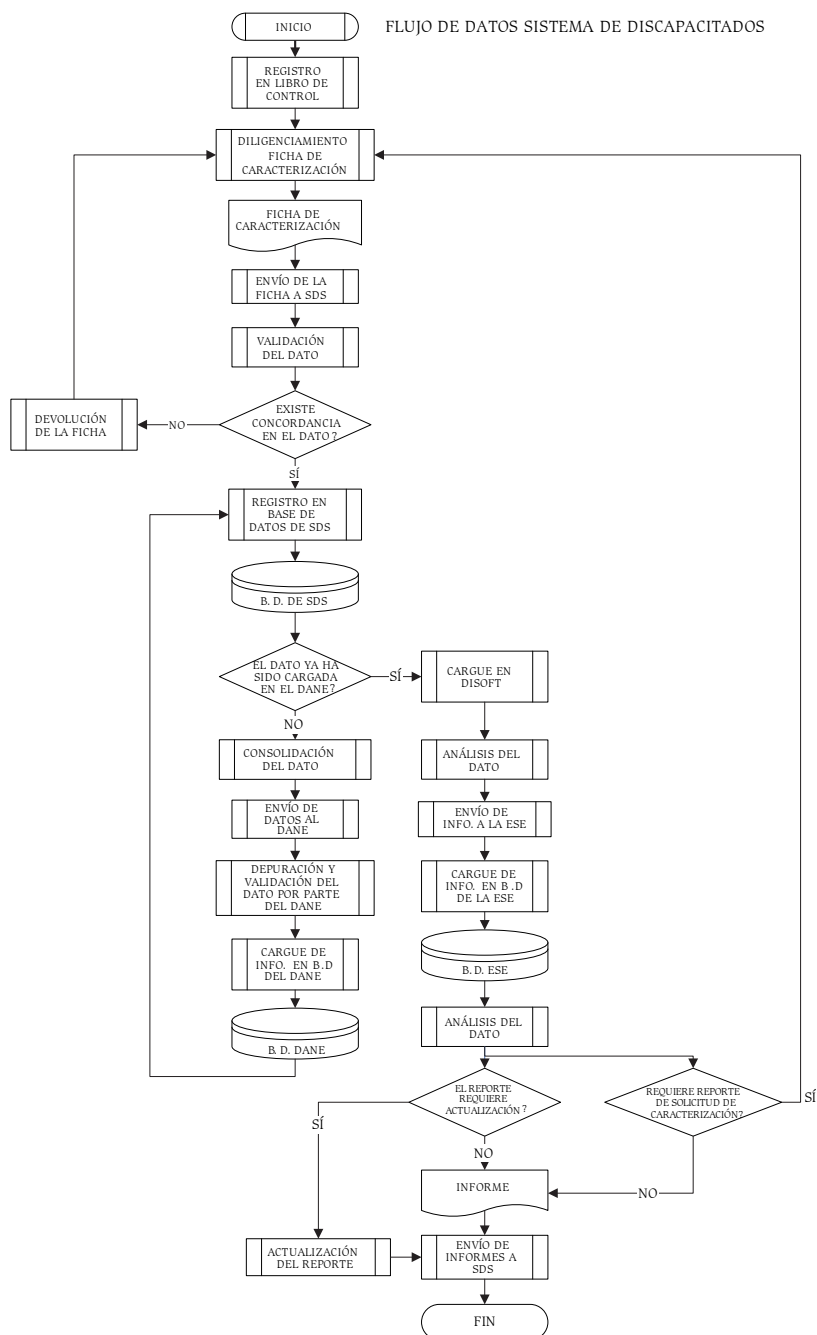 INICIO
FLUJO DE DATOS SISTEMA DE DISCAPACITADOS
REGISTRO
EN LIBRO DE
CONTROL
DILIGENCIAMIENTO
FICHA DE
CARACTERIZACIÓN
FICHA DE
CARACTERIZACIÓN
ENVÍO DE LA
FICHA A SDS
VALIDACIÓN
DEL DATO
EXISTE
CONCORDANCIA
EN EL DATO?
NO
DEVOLUCIÓN
DE LA FICHA
SÍ
REGISTRO EN
BASE DE
DATOS DE SDS
B. D. DE SDS
EL DATO YA HA
SIDO CARGADA
EN EL DANE?
SÍ
CARGUE EN
DISOFT
NO
CONSOLIDACIÓN
DEL DATO
ANÁLISIS DEL
DATO
ENVÍO DE
DATOS AL
DANE
ENVÍO DE
INFO. A LA ESE
DEPURACIÓN Y
VALIDACIÓN DEL
DATO POR PARTE
DEL DANE
CARGUE DE
INFO. EN B.D
DE LA ESE
CARGUE DE
INFO. EN B.D
DEL DANE
B. D. ESE
B. D. DANE
ANÁLISIS DEL
DATO
EL REPORTE
REQUIERE
ACTUALIZACIÓN?
REQUIERE REPORTE
DE SOLICITUD DE
CARACTERIZACIÓN?
SÍ
SÍ
NO
INFORME
NO
ACTUALIZACIÓN
DEL REPORTE
ENVÍO DE
INFORMES A
SDS
FIN